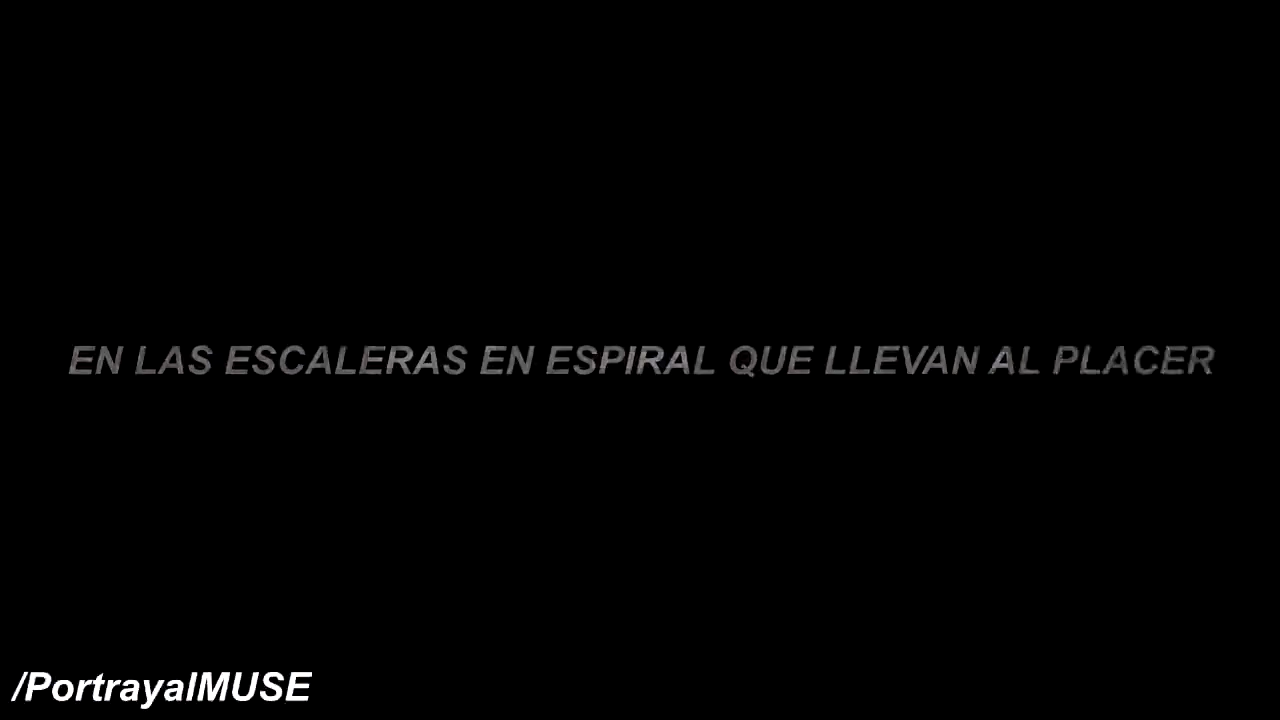 EN LAS ESCALERAS EN ESPIRAL QUE LLEVAN AL PLACER
/PortrayalMUSE